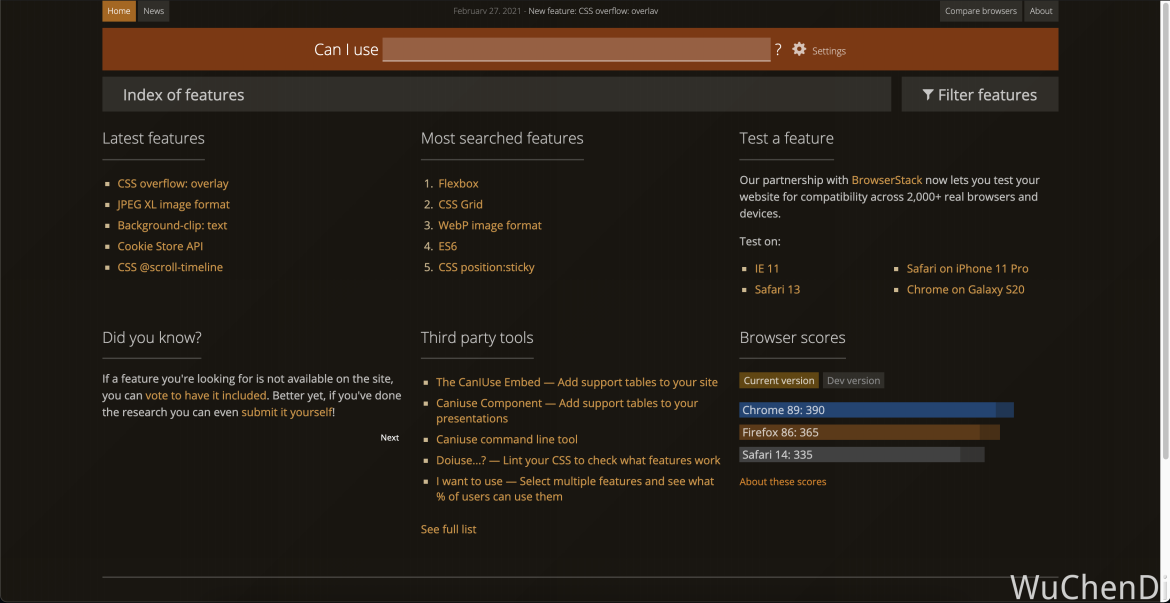 Home News February 27, 2021 - New feature: CSS overflow: overlay Compare browsers About
Can I use ? Settings
Index of features Filter features
Latest features
CSS overflow: overlay
JPEG XL image format
Background-clip: text
Cookie Store API
CSS @scroll-timeline
Most searched features
1. Flexbox
2. CSS Grid
3. WebP image format
4. ES6
5. CSS position:sticky
Test a feature
Our partnership with BrowserStack now lets you test your
website for compatibility across 2,000+ real browsers and
devices.
Test on:
IE 11
Safari 13
Safari on iPhone 11 Pro
Chrome on Galaxy S20
Did you know?
If a feature you're looking for is not available on the site,
you can vote to have it included. Better yet, if you've done
the research you can even submit it yourself!
Next
Third party tools
The CanIUse Embed — Add support tables to your site
Caniuse Component — Add support tables to your
presentations
Caniuse command line tool
Doiuse...? — Lint your CSS to check what features work
I want to use — Select multiple features and see what
% of users can use them
See full list
Browser scores
Current version Dev version
Chrome 89: 390
Firefox 86: 365
Safari 14: 335
About these scores
WuChenDi